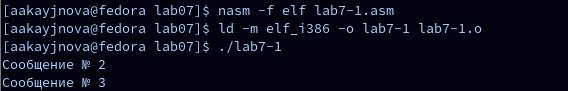 [aakayjnova@fedora lab07]$ nasm -f elf lab7-1.asm
[aakayjnova@fedora lab07]$ ld -m elf_i386 -o lab7-1 lab7-1.o
[aakayjnova@fedora lab07]$ ./lab7-1
Сообщение № 2
Сообщение № 3